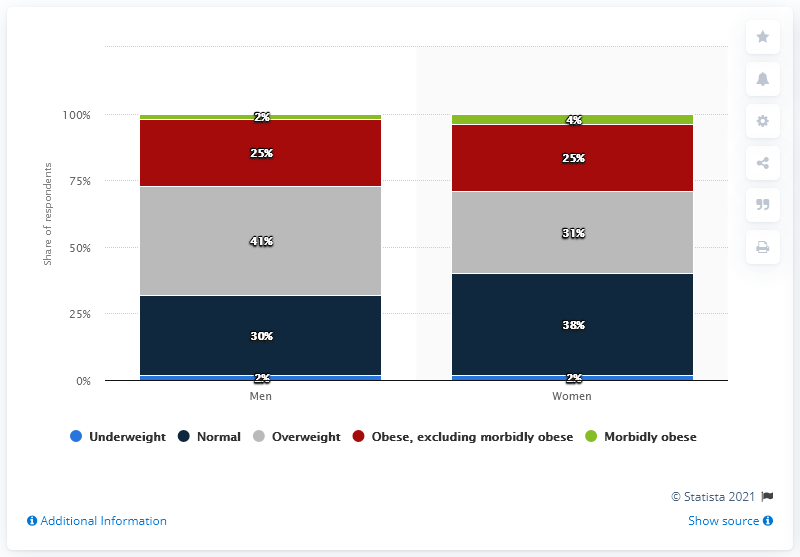 100%
75%
50%
25%
0%
Share of respondents
2%
25%
41%
30%
2%
4%
25%
31%
38%
2%
Men
Women
Underweight
Normal
Overweight
Obese, excluding morbidly obese
Morbidly obese
© Statista 2021
Additional Information
Show source